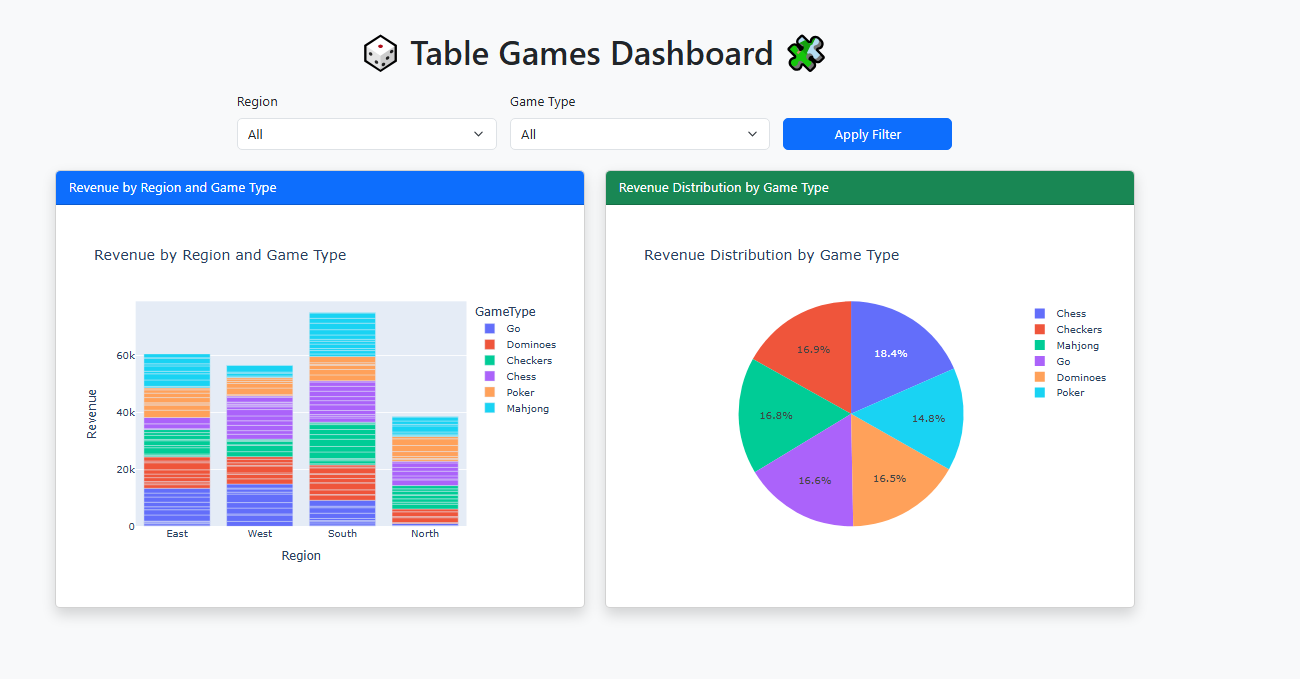 Table Games Dashboard
Region
Game Type
All
All
Apply Filter
Revenue by Region and Game Type
Revenue by Region and Game Type
Revenue
60k
40k
20k
0
East
West
South
North
Region
GameType
Go
Dominoes
Checkers
Chess
Poker
Mahjong
Revenue Distribution by Game Type
Revenue Distribution by Game Type
18.4%
14.8%
16.5%
16.6%
16.8%
16.9%
Chess
Checkers
Mahjong
Go
Dominoes
Poker